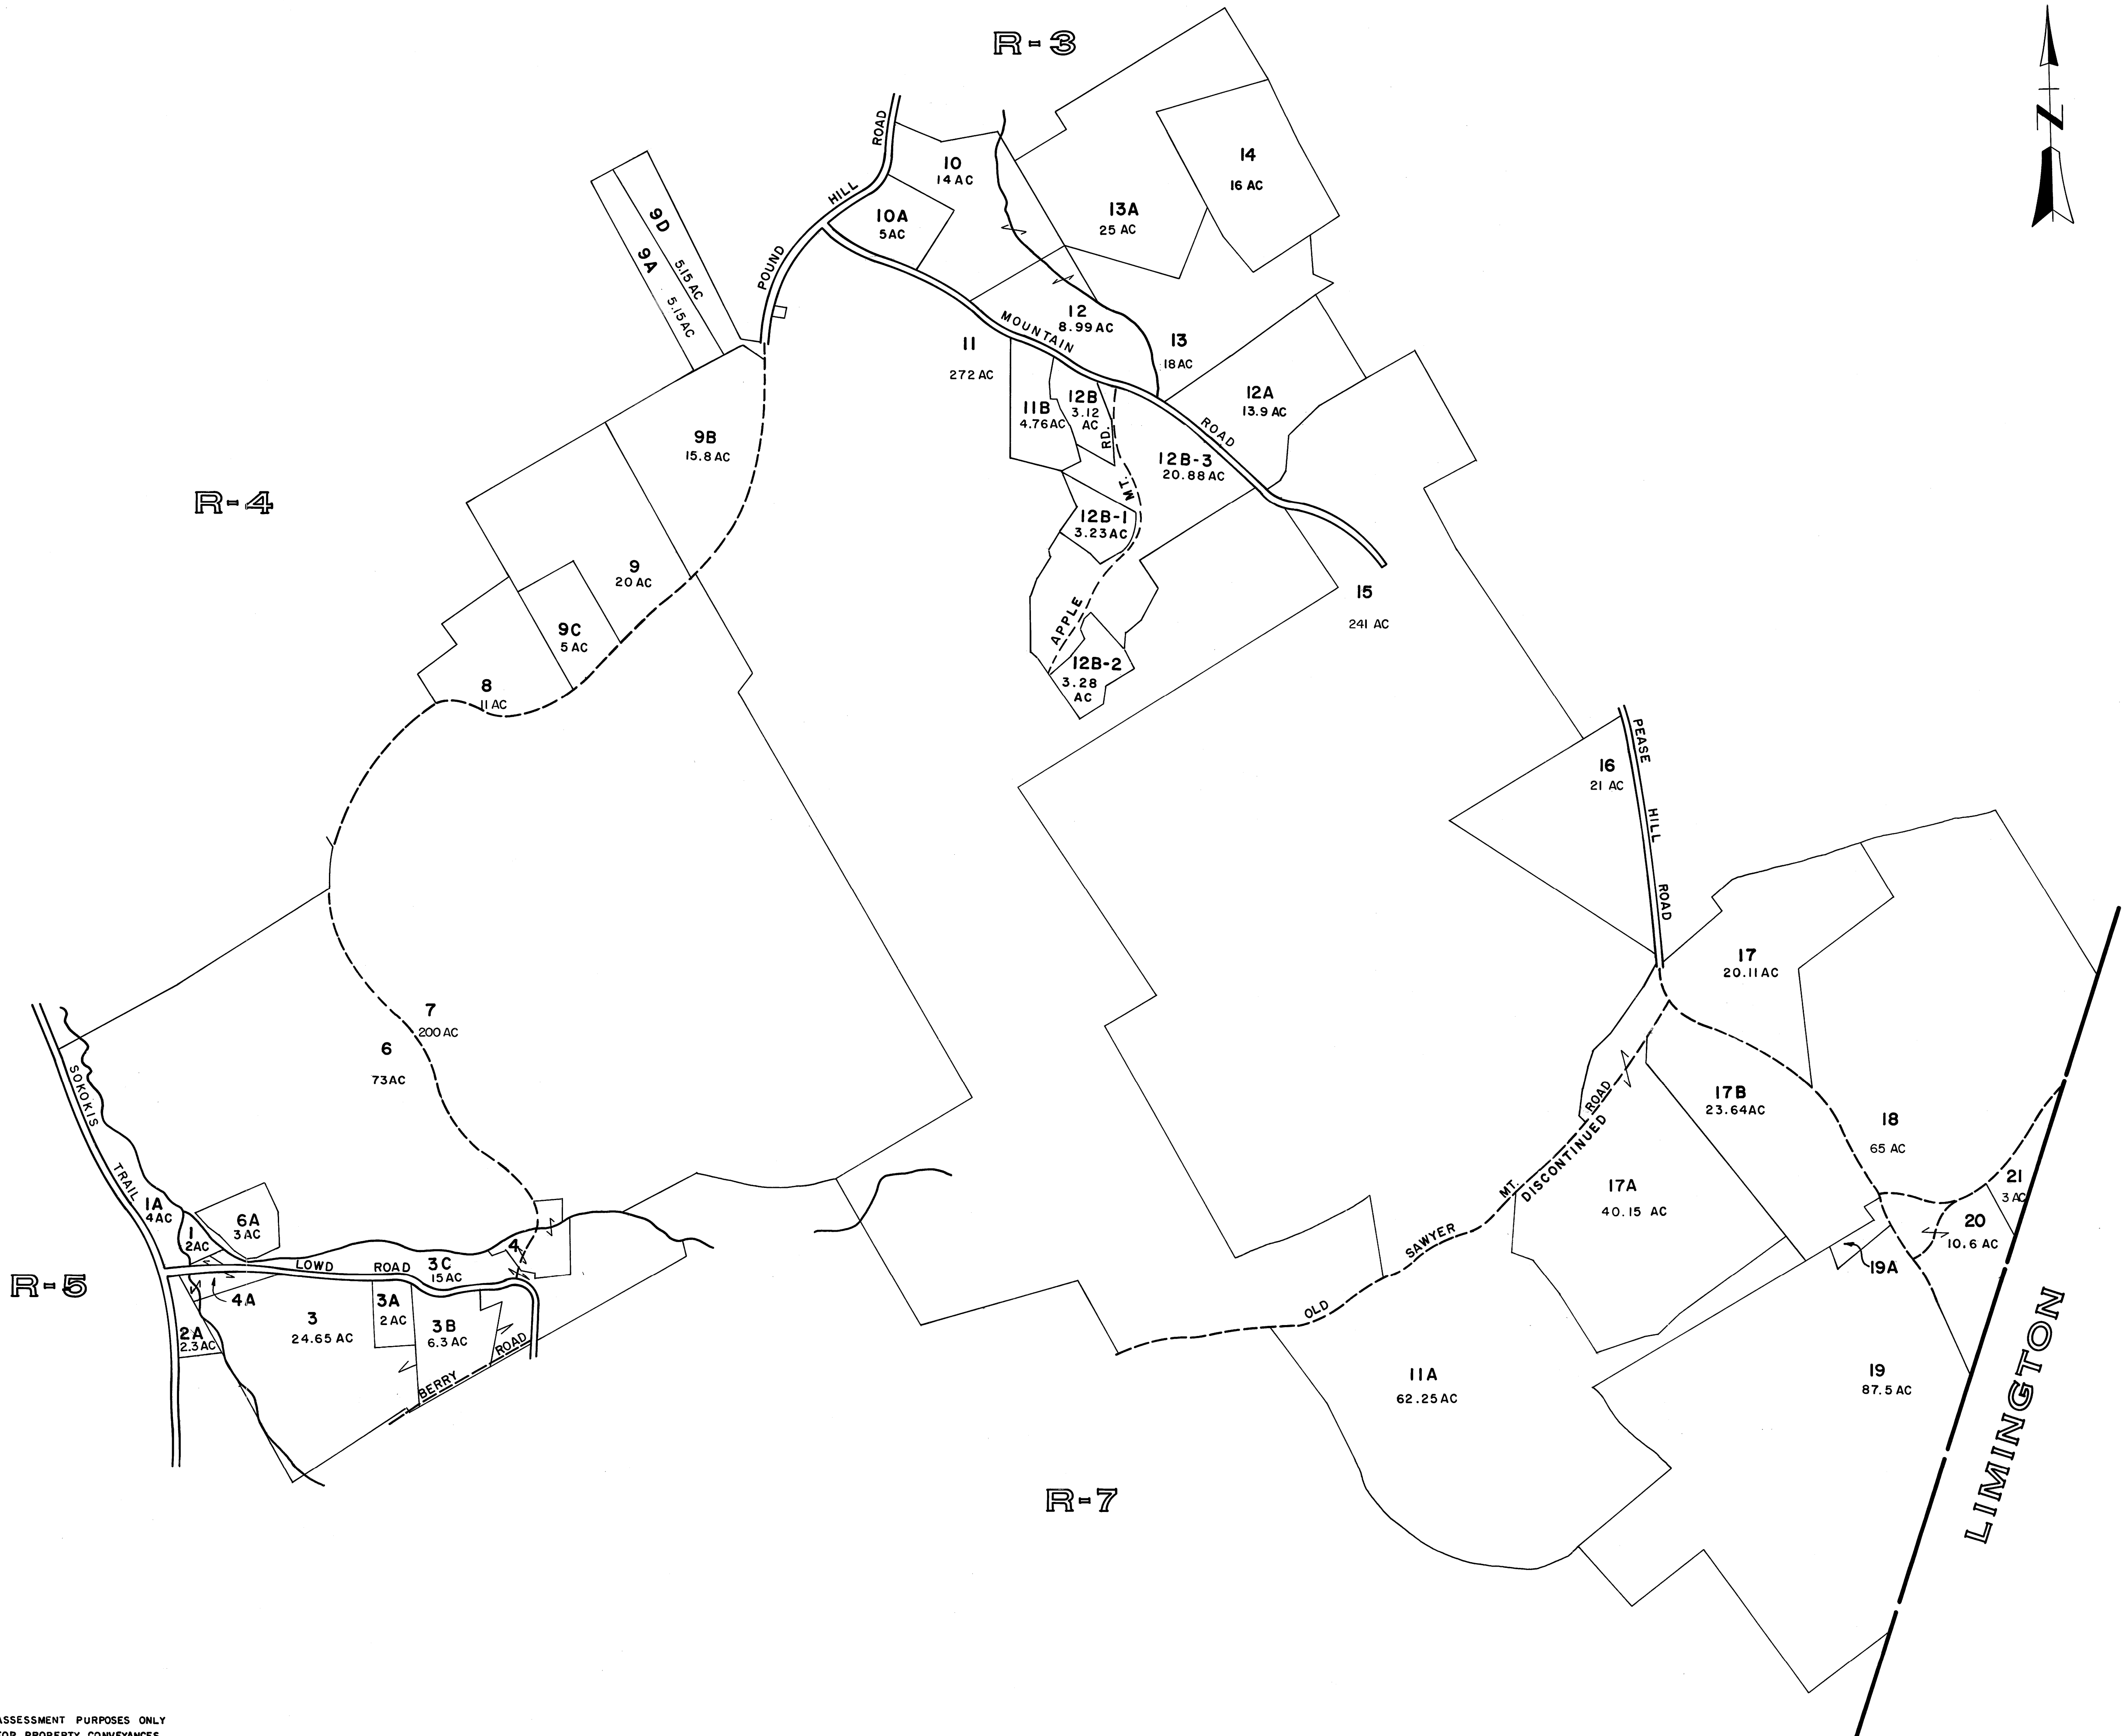 R-3
N
ROAD
HILL
POUND
10
14 AC
10A
5 AC
14
16 AC
13A
25 AC
9D
5.15 AC
9A
5.15 AC
12
8.99 AC
MOUNTAIN
ROAD
11
272 AC
13
18 AC
12A
13.9 AC
11B
4.76 AC
12B
3.12
AC
RD.
MT.
APPLE
12B-3
20.88 AC
9B
15.8 AC
R-4
12B-1
3.23 AC
9
20 AC
9C
5 AC
15
241 AC
12B-2
3.28
AC
8
11 AC
PEASE
HILL
ROAD
16
21 AC
17
20.11 AC
7
200 AC
6
73 AC
SOKOKIS
TRAIL
17B
23.64 AC
ROAD
DISCONTINUED
MT.
SAWYER
OLD
18
65 AC
17A
40.15 AC
21
3 AC
20
10.6 AC
19A
1A
4 AC
1
2 AC
6A
3 AC
4
LOWD ROAD
3C
15 AC
R-5
4A
2A
2.3 AC
3
24.65 AC
3A
2 AC
3B
6.3 AC
BERRY ROAD
11A
62.25 AC
19
87.5 AC
LIMINGTON
R-7
ASSESSMENT PURPOSES ONLY
FOR PROPERTY CONVEYANCES